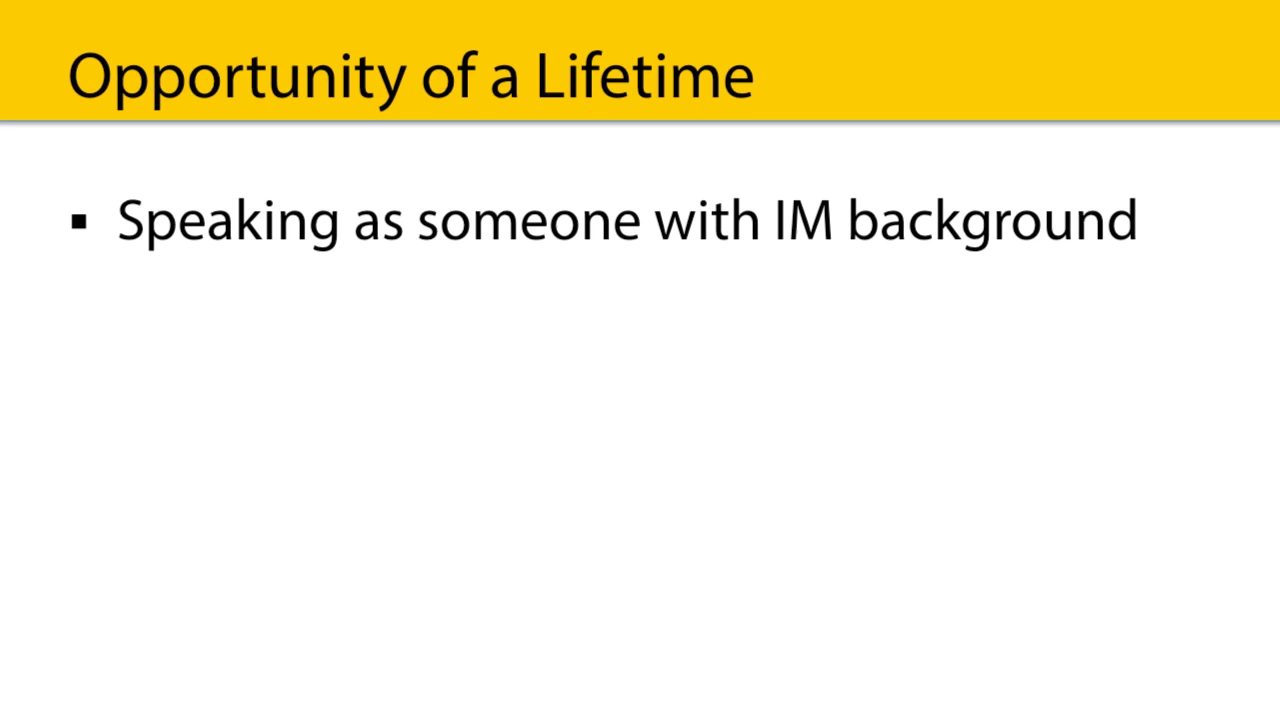 Opportunity of a Lifetime
▪ Speaking as someone with IM background